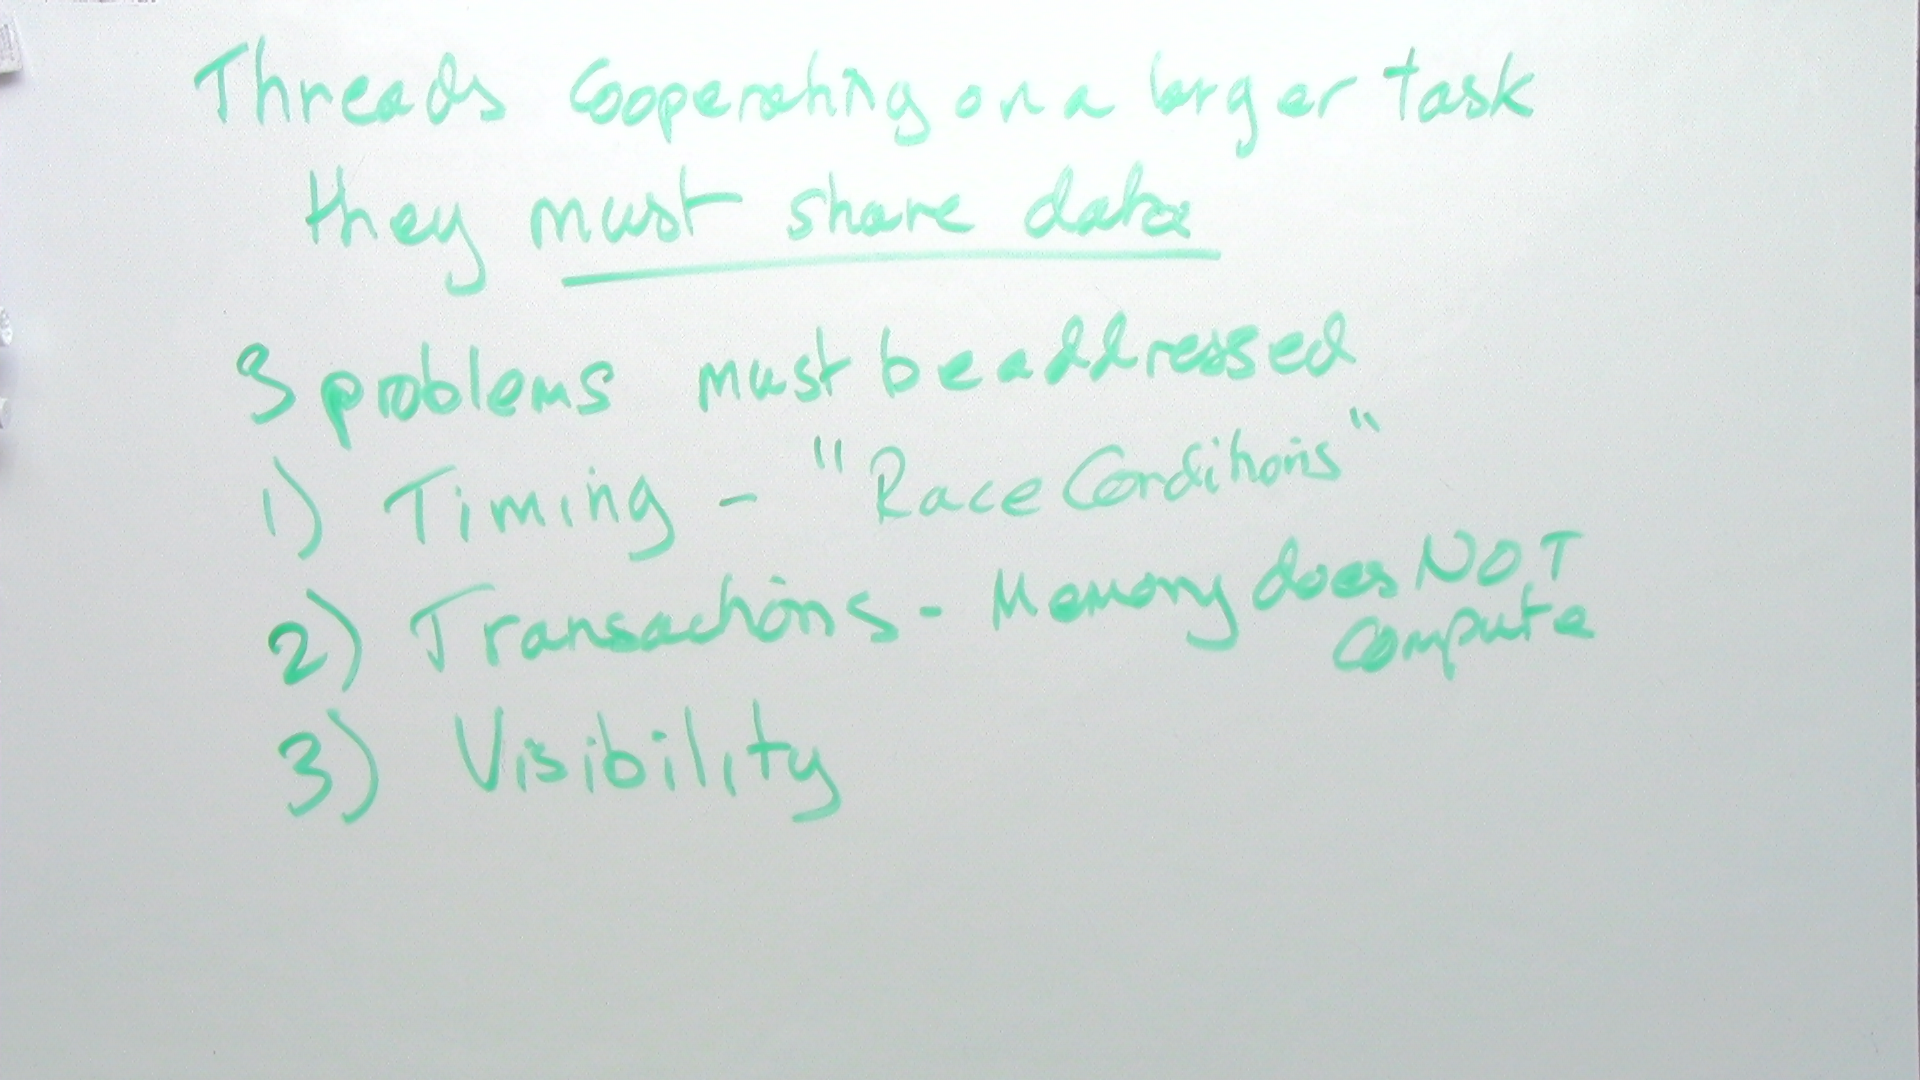 Threads Cooperating on a larger task
they must share data
3 problems must be addressed
1) Timing - "Race Conditions"
2) Transactions - Memory does NOT
compute
3) Visibility